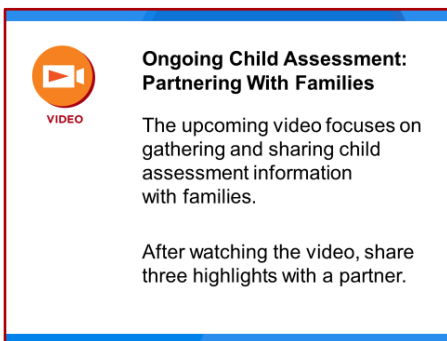 Ongoing Child Assessment:
Partnering With Families
VIDEO
The upcoming video focuses on
gathering and sharing child
assessment information
with families.
After watching the video, share
three highlights with a partner.